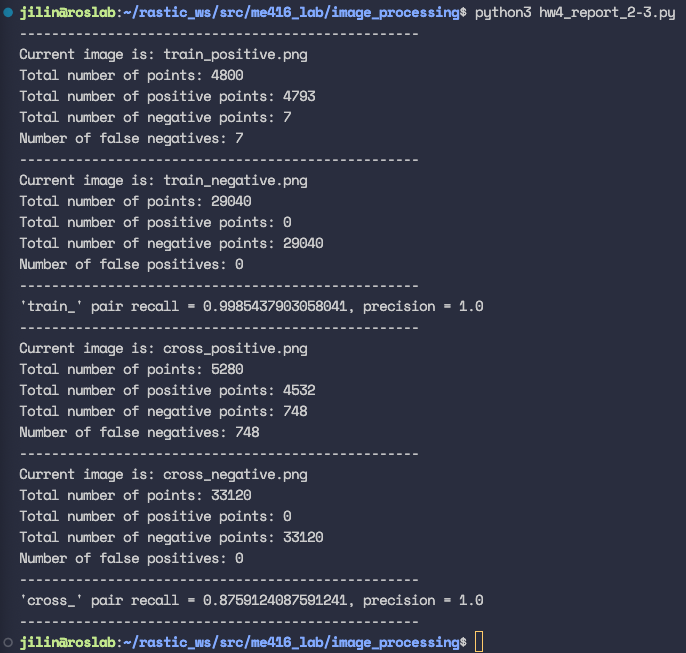 jilin@roslab:~/rastic_ws/src/me416_lab/image_processing$ python3 hw4_report_2-3.py
--------------------------------------------------
Current image is: train_positive.png
Total number of points: 4800
Total number of positive points: 4793
Total number of negative points: 7
Number of false negatives: 7
--------------------------------------------------
Current image is: train_negative.png
Total number of points: 29040
Total number of positive points: 0
Total number of negative points: 29040
Number of false positives: 0
--------------------------------------------------
'train_' pair recall = 0.9985437903058041, precision = 1.0
--------------------------------------------------
Current image is: cross_positive.png
Total number of points: 5280
Total number of positive points: 4532
Total number of negative points: 748
Number of false negatives: 748
--------------------------------------------------
Current image is: cross_negative.png
Total number of points: 33120
Total number of positive points: 0
Total number of negative points: 33120
Number of false positives: 0
--------------------------------------------------
'cross_' pair recall = 0.8759124087591241, precision = 1.0
--------------------------------------------------
jilin@roslab:~/rastic_ws/src/me416_lab/image_processing$